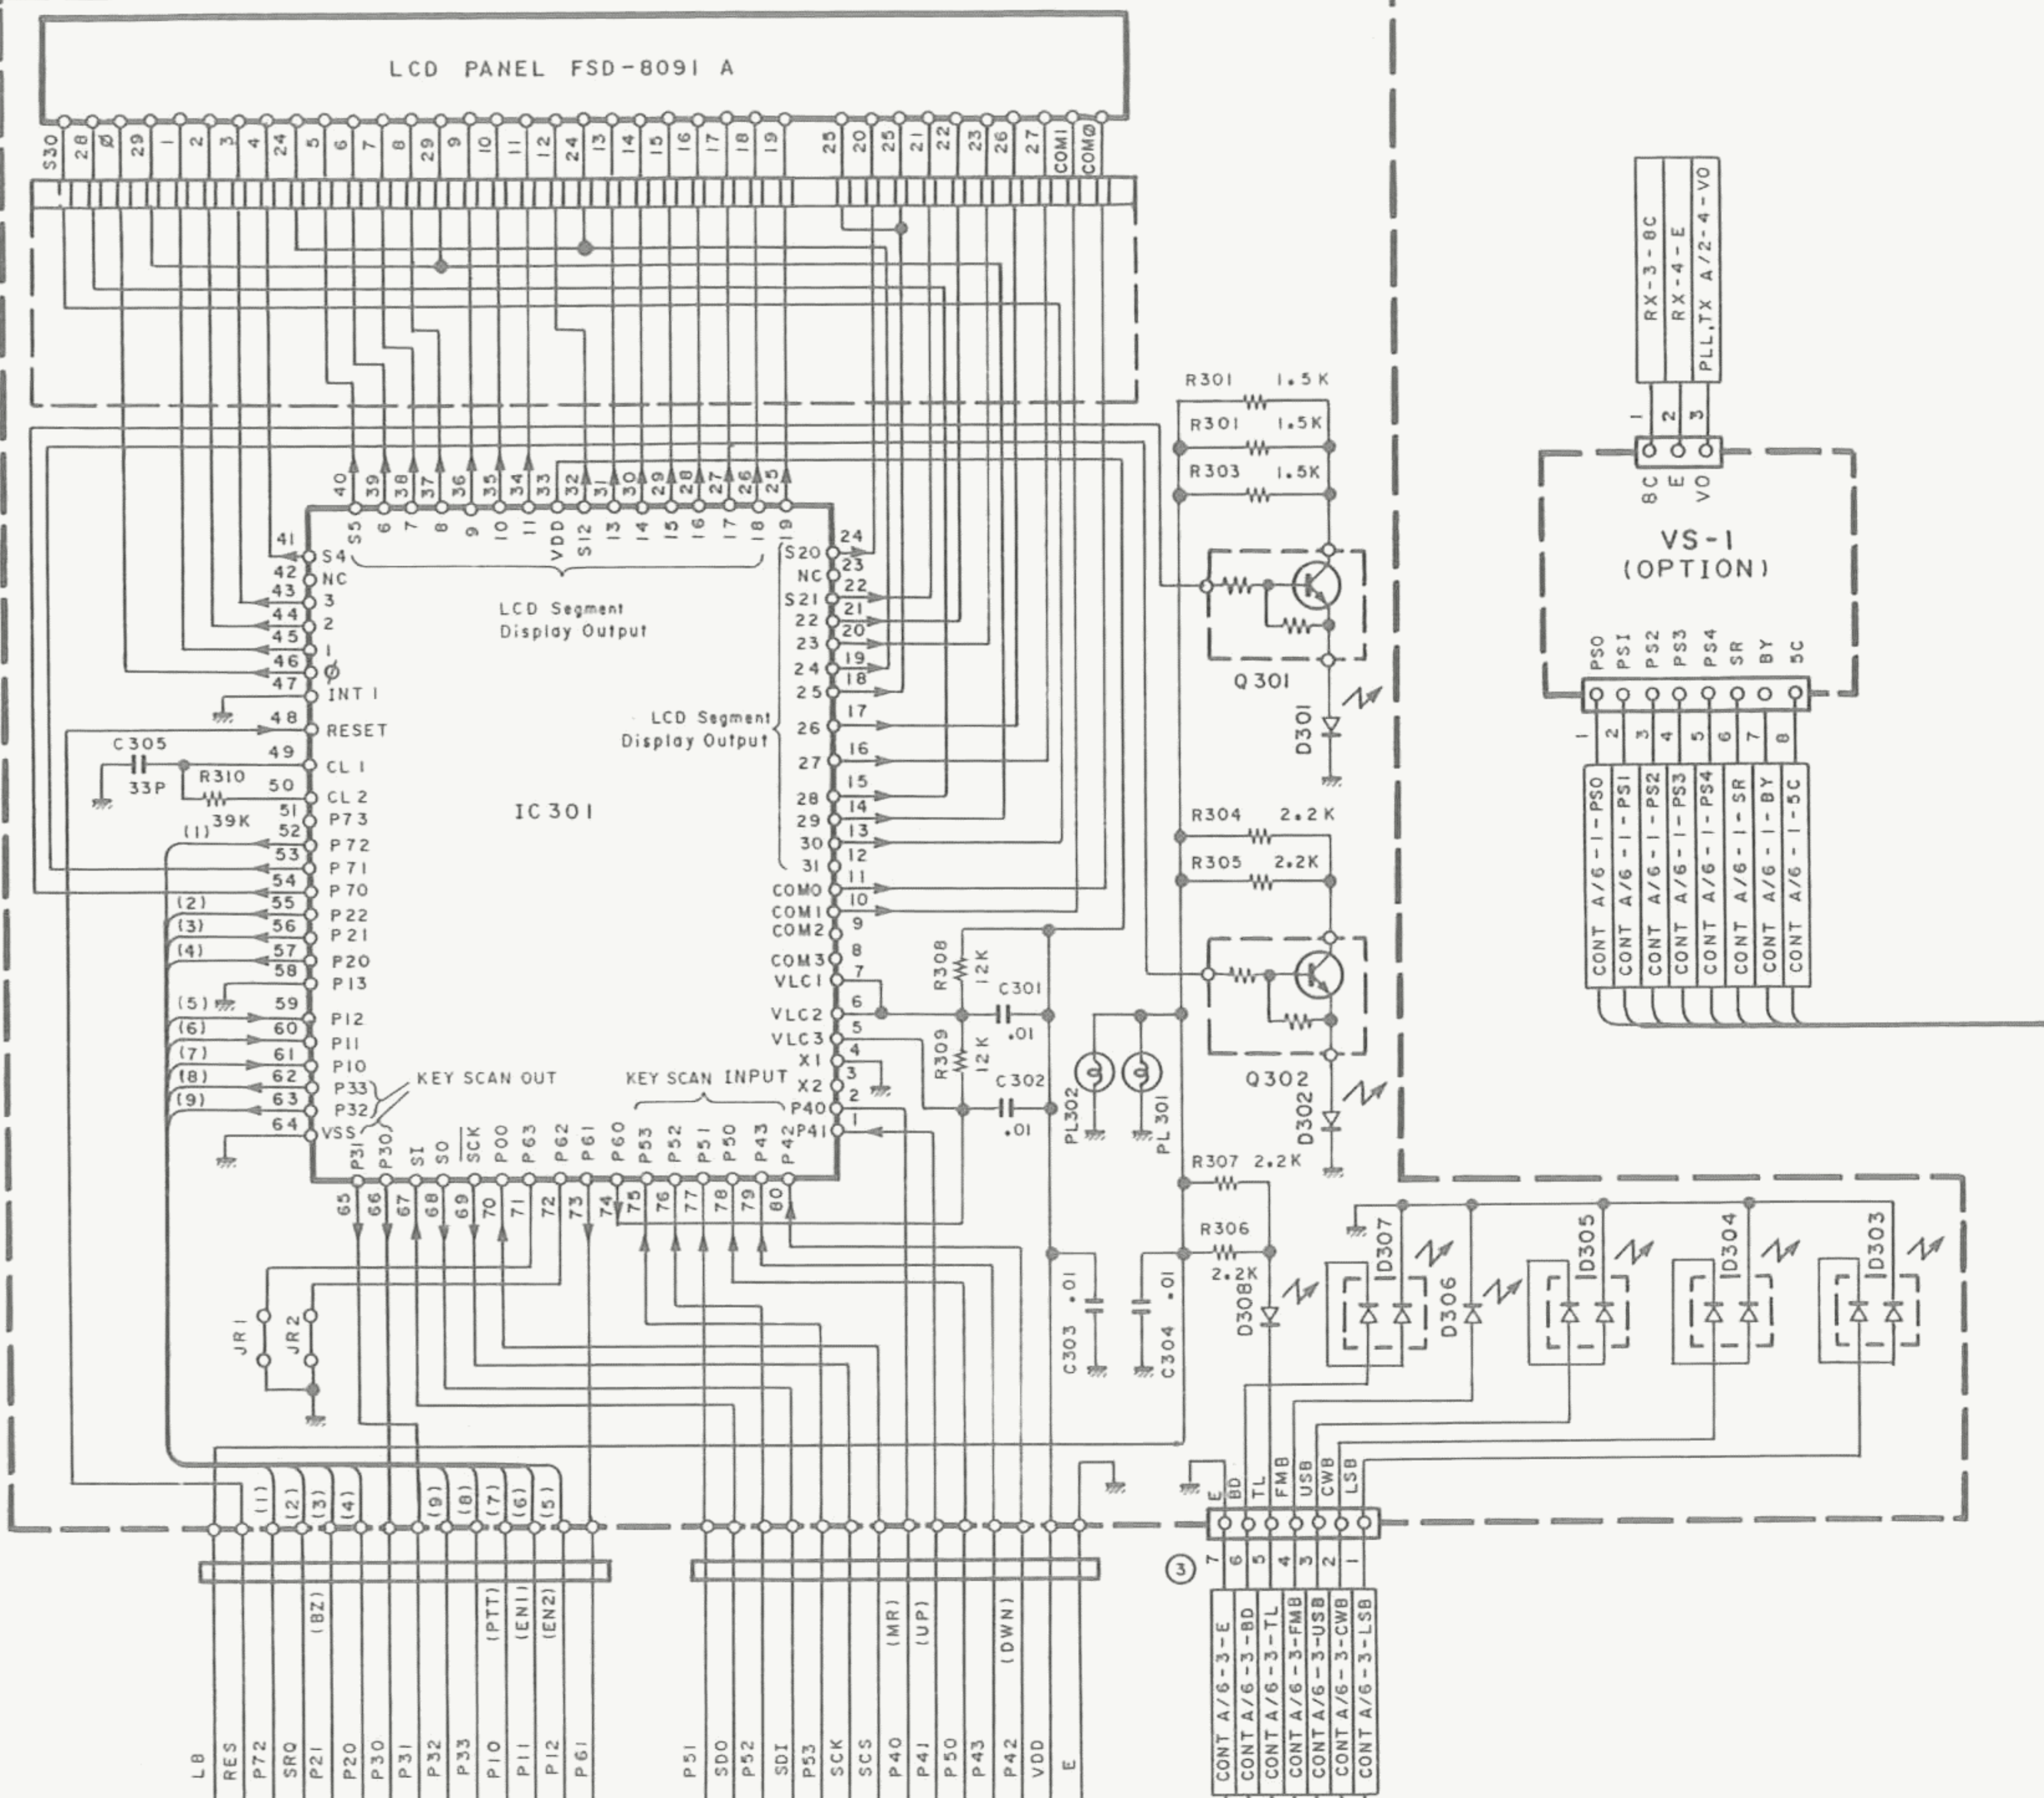 LCD PANEL FSD-8091 A
S30 28 Ø 29 1 2 3 4 24 5 6 7 8 29 9 10 11 12 24 13 14 15 16 17 18 19 25 20 25 21 22 23 26 27 COM1 COMØ
RX-3-8C
RX-4-E
PLL,TX A/2-4-VO
1 2 3
8C E VO
VS-1
(OPTION)
PS0 PS1 PS2 PS3 PS4 SR BY 5C
1 2 3 4 5 6 7 8
CONT A/6-1-PS0
CONT A/6-1-PS1
CONT A/6-1-PS2
CONT A/6-1-PS3
CONT A/6-1-PS4
CONT A/6-1-SR
CONT A/6-1-BY
CONT A/6-1-5C
R301 1.5K
R301 1.5K
R303 1.5K
Q301
D301
R304 2.2K
R305 2.2K
Q302
D302
40 39 38 37 36 35 34 33 32 31 30 29 28 27 26 25
S5 6 7 8 9 10 11 VDD S12 13 14 15 16 17 18 19
LCD Segment
Display Output
LCD Segment
Display Output
IC301
41 S4
42 NC
43 3
44 2
45 1
46 Ø
47 INT1
48 RESET
49 CL1
50 CL2
51 P73
(1) 52 P72
53 P71
54 P70
(2) 55 P22
(3) 56 P21
(4) 57 P20
58 P13
(5) 59 P12
(6) 60 P11
(7) 61 P10
(8) 62 P33
(9) 63 P32
64 VSS
C305
33P
R310
39K
S20 24
NC 23
S21 22
22 21
23 20
24 19
25 18
26 17
27 16
28 15
29 14
30 13
31 12
COM0 11
COM1 10
COM2 9
COM3 8
VLC1 7
VLC2 6
VLC3 5
X1 4
X2 3
P40 2
P41 1
KEY SCAN OUT
KEY SCAN INPUT
P31 P30 SI SO SCK P00 P63 P62 P61 P60 P53 P52 P51 P50 P43 P42
65 66 67 68 69 70 71 72 73 74 75 76 77 78 79 80
R308 12K
R309 12K
C301
.01
C302
.01
PL302
PL301
R307 2.2K
R306
2.2K
C303 .01
C304 .01
D308
D307
D306
D305
D304
D303
JR1
JR2
(1) (2) (3) (4) (9) (8) (7) (6) (5)
(BZ) (PTT) (EN1) (EN2)
(MR) (UP) (DWN)
LB RES P72 SRQ P21 P20 P30 P31 P32 P33 P10 P11 P12 P61
P51 SDO P52 SDI P53 SCK SCS P40 P41 P50 P43 P42 VDD E
E BD TL FMB USB CWB LSB
3
7 6 5 4 3 2 1
CONT A/6-3-E
CONT A/6-3-BD
CONT A/6-3-TL
CONT A/6-3-FMB
CONT A/6-3-USB
CONT A/6-3-CWB
CONT A/6-3-LSB